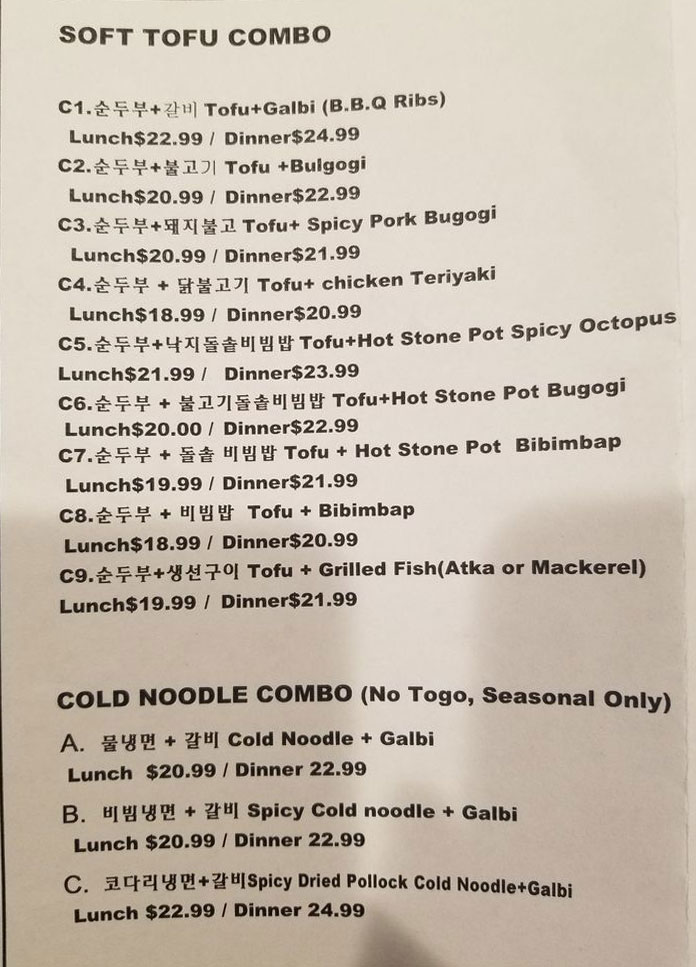 SOFT TOFU COMBO
C1.순두부+갈비 Tofu+Galbi (B.B.Q Ribs)
Lunch$22.99 / Dinner$24.99
C2.순두부+불고기 Tofu +Bulgogi
Lunch$20.99 / Dinner$22.99
C3.순두부+돼지불고 Tofu+ Spicy Pork Bugogi
Lunch$20.99 / Dinner$21.99
C4.순두부 + 닭불고기 Tofu+ chicken Teriyaki
Lunch$18.99 / Dinner$20.99
C5.순두부+낙지돌솥비빔밥 Tofu+Hot Stone Pot Spicy Octopus
Lunch$21.99 / Dinner$23.99
C6.순두부 + 불고기돌솥비빔밥 Tofu+Hot Stone Pot Bugogi
Lunch$20.00 / Dinner$22.99
C7.순두부 + 돌솥 비빔밥 Tofu + Hot Stone Pot Bibimbap
Lunch$19.99 / Dinner$21.99
C8.순두부 + 비빔밥 Tofu + Bibimbap
Lunch$18.99 / Dinner$20.99
C9.순두부+생선구이 Tofu + Grilled Fish(Atka or Mackerel)
Lunch$19.99 / Dinner$21.99
COLD NOODLE COMBO (No Togo, Seasonal Only)
A. 물냉면 + 갈비 Cold Noodle + Galbi
Lunch $20.99 / Dinner 22.99
B. 비빔냉면 + 갈비 Spicy Cold noodle + Galbi
Lunch $20.99 / Dinner 22.99
C. 코다리냉면+갈비Spicy Dried Pollock Cold Noodle+Galbi
Lunch $22.99 / Dinner 24.99